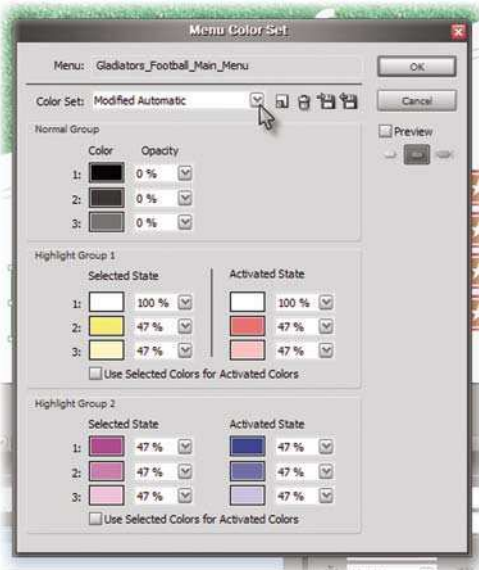 Menu Color Set
Menu: Gladiators_Football_Main_Menu
OK
Color Set: Modified Automatic
Cancel
Preview
Normal Group
Color Opacity
1: 0 %
2: 0 %
3: 0 %
Highlight Group 1
Selected State Activated State
1: 100 % 100 %
2: 47 % 47 %
3: 47 % 47 %
Use Selected Colors for Activated Colors
Highlight Group 2
Selected State Activated State
1: 47 % 47 %
2: 47 % 47 %
3: 47 % 47 %
Use Selected Colors for Activated Colors